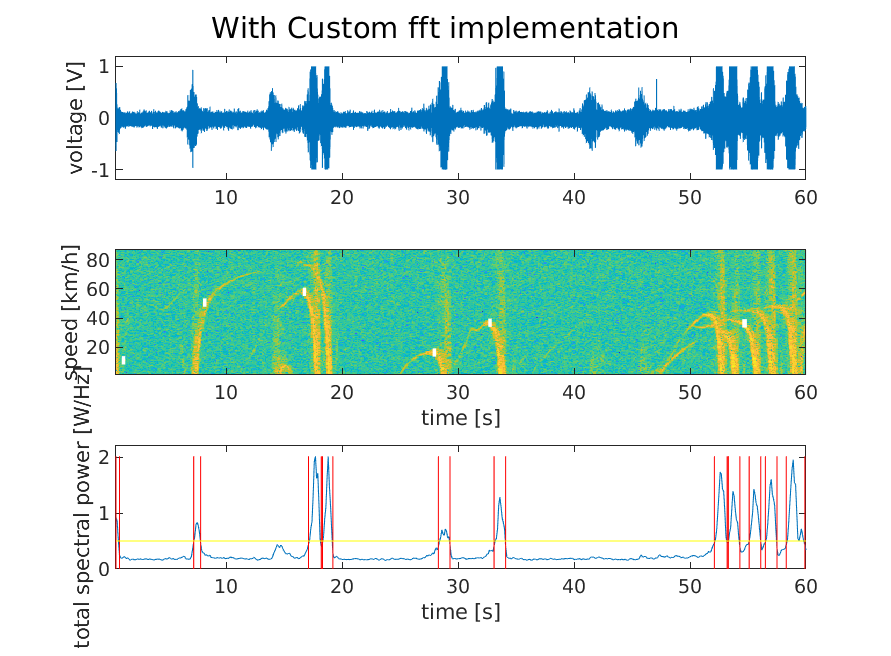 With Custom fft implementation
voltage [V]
1
0
-1
10 20 30 40 50 60
speed [km/h]
80
60
40
20
10 20 30 40 50 60
time [s]
total spectral power [W/Hz]
2
1
0
10 20 30 40 50 60
time [s]